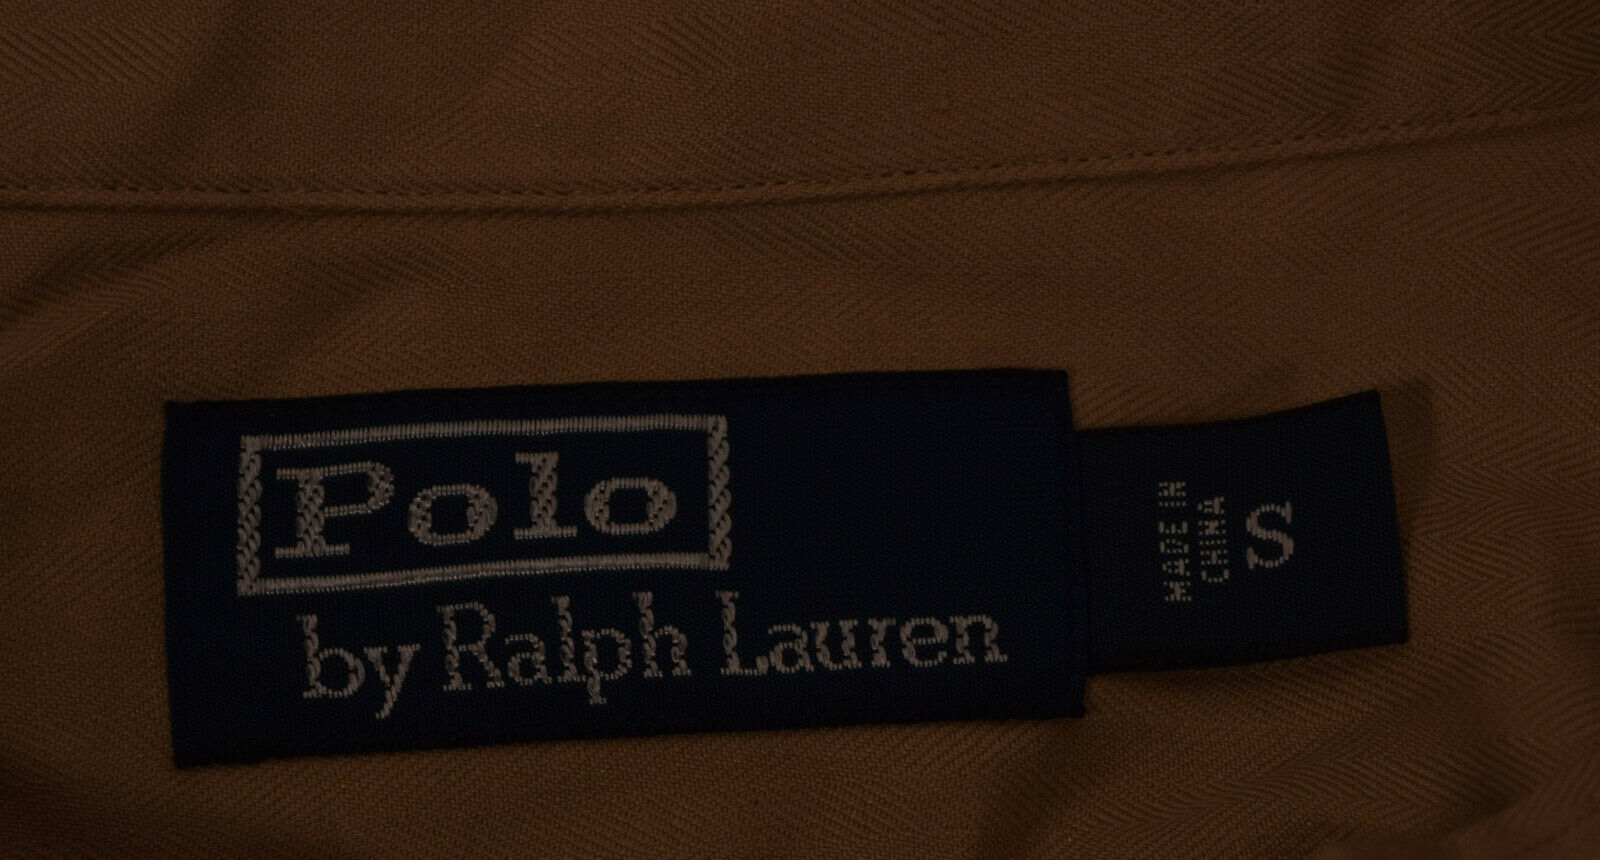 Polo
by Ralph Lauren
MADE IN
CHINA
S